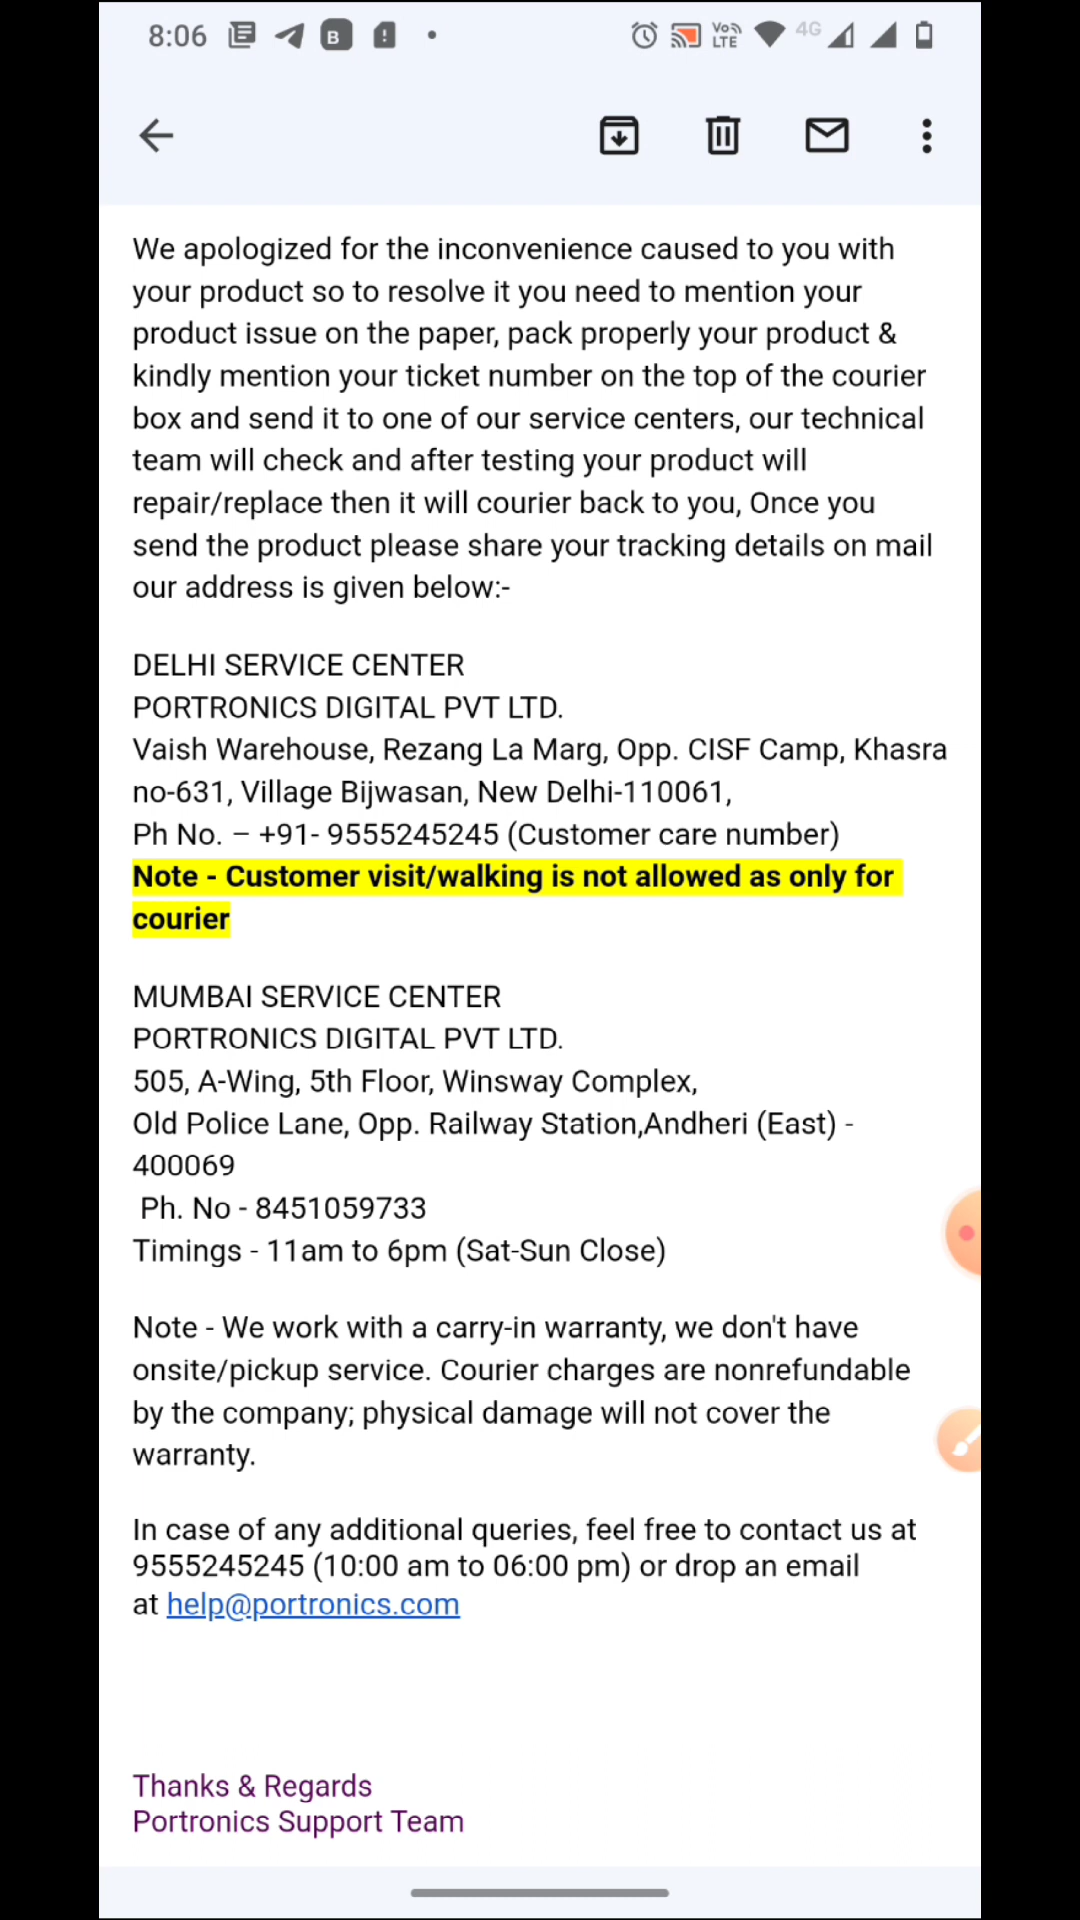 8:06
B
Vo LTE
4G
We apologized for the inconvenience caused to you with
your product so to resolve it you need to mention your
product issue on the paper, pack properly your product &
kindly mention your ticket number on the top of the courier
box and send it to one of our service centers, our technical
team will check and after testing your product will
repair/replace then it will courier back to you, Once you
send the product please share your tracking details on mail
our address is given below:-
DELHI SERVICE CENTER
PORTRONICS DIGITAL PVT LTD.
Vaish Warehouse, Rezang La Marg, Opp. CISF Camp, Khasra
no-631, Village Bijwasan, New Delhi-110061,
Ph No. – +91- 9555245245 (Customer care number)
Note - Customer visit/walking is not allowed as only for
courier
MUMBAI SERVICE CENTER
PORTRONICS DIGITAL PVT LTD.
505, A-Wing, 5th Floor, Winsway Complex,
Old Police Lane, Opp. Railway Station,Andheri (East) -
400069
Ph. No - 8451059733
Timings - 11am to 6pm (Sat-Sun Close)
Note - We work with a carry-in warranty, we don't have
onsite/pickup service. Courier charges are nonrefundable
by the company; physical damage will not cover the
warranty.
In case of any additional queries, feel free to contact us at
9555245245 (10:00 am to 06:00 pm) or drop an email
at help@portronics.com
Thanks & Regards
Portronics Support Team